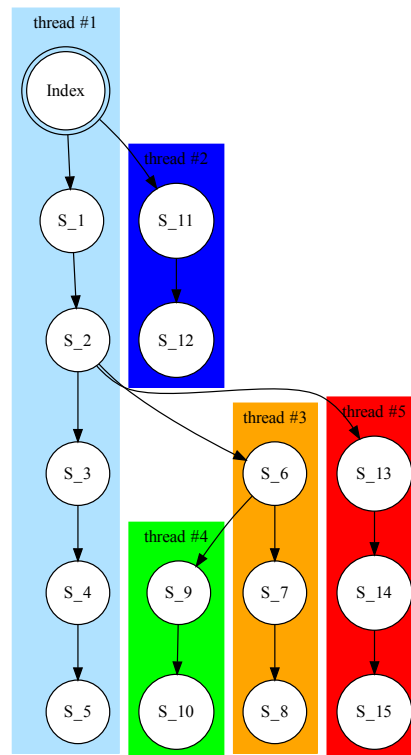 thread #1
Index
thread #2
S_1
S_11
S_2
S_12
thread #3
thread #5
S_3
S_6
S_13
thread #4
S_4
S_9
S_7
S_14
S_5
S_10
S_8
S_15